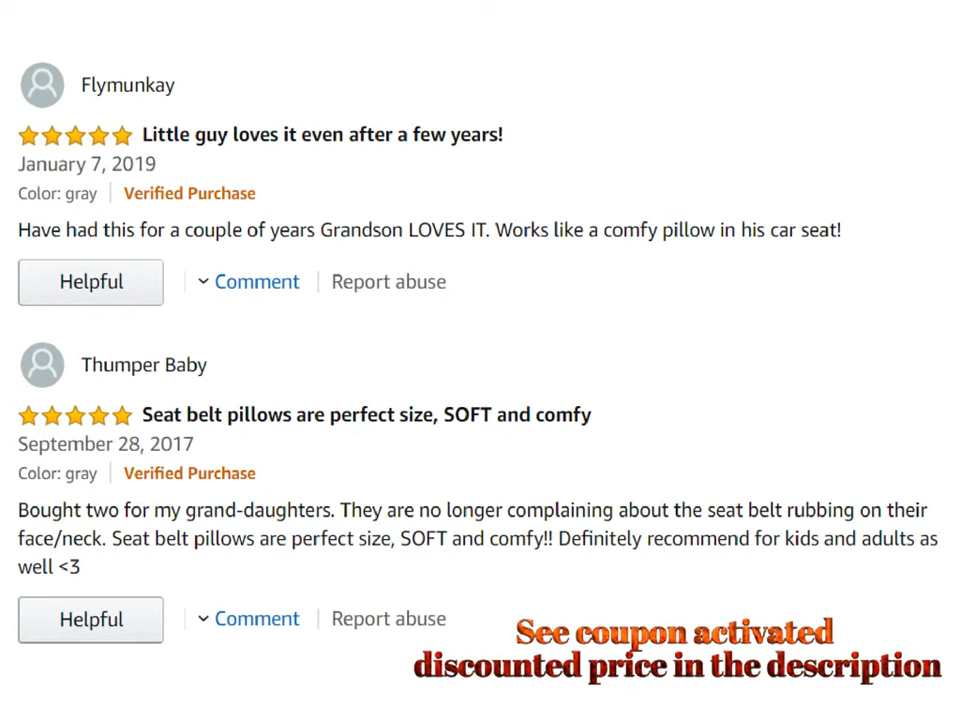 Flymunkay
Little guy loves it even after a few years!
January 7, 2019
Color: gray | Verified Purchase
Have had this for a couple of years Grandson LOVES IT. Works like a comfy pillow in his car seat!
Helpful | Comment | Report abuse
Thumper Baby
Seat belt pillows are perfect size, SOFT and comfy
September 28, 2017
Color: gray | Verified Purchase
Bought two for my grand-daughters. They are no longer complaining about the seat belt rubbing on their
face/neck. Seat belt pillows are perfect size, SOFT and comfy!! Definitely recommend for kids and adults as
well <3
Helpful | Comment | Report abuse
See coupon activated
discounted price in the description